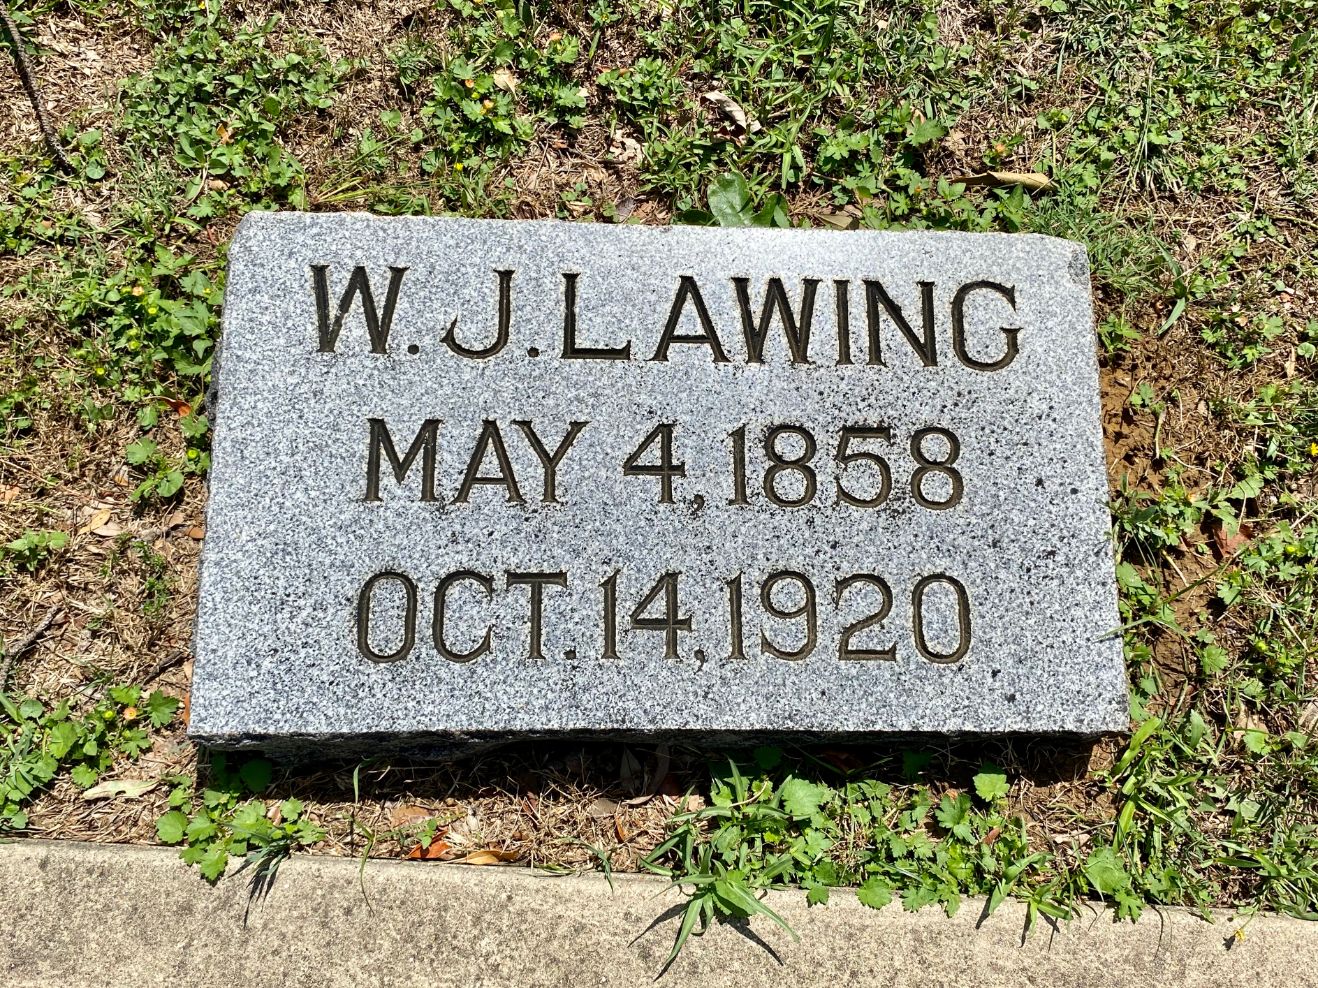 W. J. LAWING
MAY 4, 1858
OCT. 14, 1920